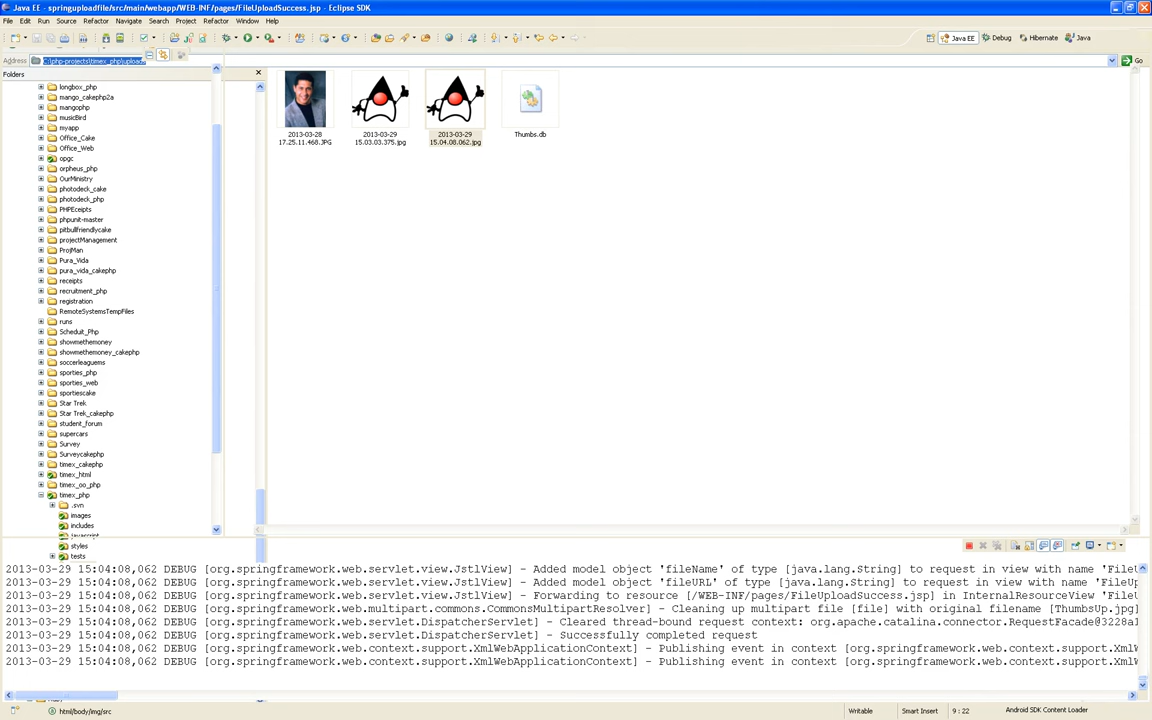 Java EE - springuploadfile/src/main/webapp/WEB-INF/pages/FileUploadSuccess.jsp - Eclipse SDK
File Edit Run Source Refactor Navigate Search Project Refactor Window Help
Java EE Debug Hibernate Java
Address C:\php-projects\timex_php\uploads Go
Folders
longbox_php
mango_cakephp2a
mangophp
musicBird
myapp
Office_Cake
Office_Web
opgc
orpheus_php
OurMinistry
photodeck_cake
photodeck_php
PHPEceipts
phpunit-master
pitbullfriendlycake
projectManagement
ProjMan
Pura_Vida
pura_vida_cakephp
receipts
recruitment_php
registration
RemoteSystemsTempFiles
runs
Scheduit_Php
showmethemoney
showmethemoney_cakephp
soccerleaguems
sporties_php
sporties_web
sportiescake
Star Trek
Star Trek_cakephp
student_forum
supercars
Survey
Surveycakephp
timex_cakephp
timex_html
timex_oo_php
timex_php
.svn
images
includes
javascript
styles
tests
2013-03-28
17.25.11.468.JPG
2013-03-29
15.03.03.375.jpg
2013-03-29
15.04.08.062.jpg
Thumbs.db
2013-03-29 15:04:08,062 DEBUG [org.springframework.web.servlet.view.JstlView] - Added model object 'fileName' of type [java.lang.String] to request in view with name 'FileU
2013-03-29 15:04:08,062 DEBUG [org.springframework.web.servlet.view.JstlView] - Added model object 'fileURL' of type [java.lang.String] to request in view with name 'FileUp
2013-03-29 15:04:08,062 DEBUG [org.springframework.web.servlet.view.JstlView] - Forwarding to resource [/WEB-INF/pages/FileUploadSuccess.jsp] in InternalResourceView 'FileU
2013-03-29 15:04:08,062 DEBUG [org.springframework.web.multipart.commons.CommonsMultipartResolver] - Cleaning up multipart file [file] with original filename [ThumbsUp.jpg]
2013-03-29 15:04:08,062 DEBUG [org.springframework.web.servlet.DispatcherServlet] - Cleared thread-bound request context: org.apache.catalina.connector.RequestFacade@3228a1
2013-03-29 15:04:08,062 DEBUG [org.springframework.web.servlet.DispatcherServlet] - Successfully completed request
2013-03-29 15:04:08,062 DEBUG [org.springframework.web.context.support.XmlWebApplicationContext] - Publishing event in context [org.springframework.web.context.support.XmlW
2013-03-29 15:04:08,062 DEBUG [org.springframework.web.context.support.XmlWebApplicationContext] - Publishing event in context [org.springframework.web.context.support.XmlW
html/body/img/src Writable Smart Insert 9 : 22 Android SDK Content Loader